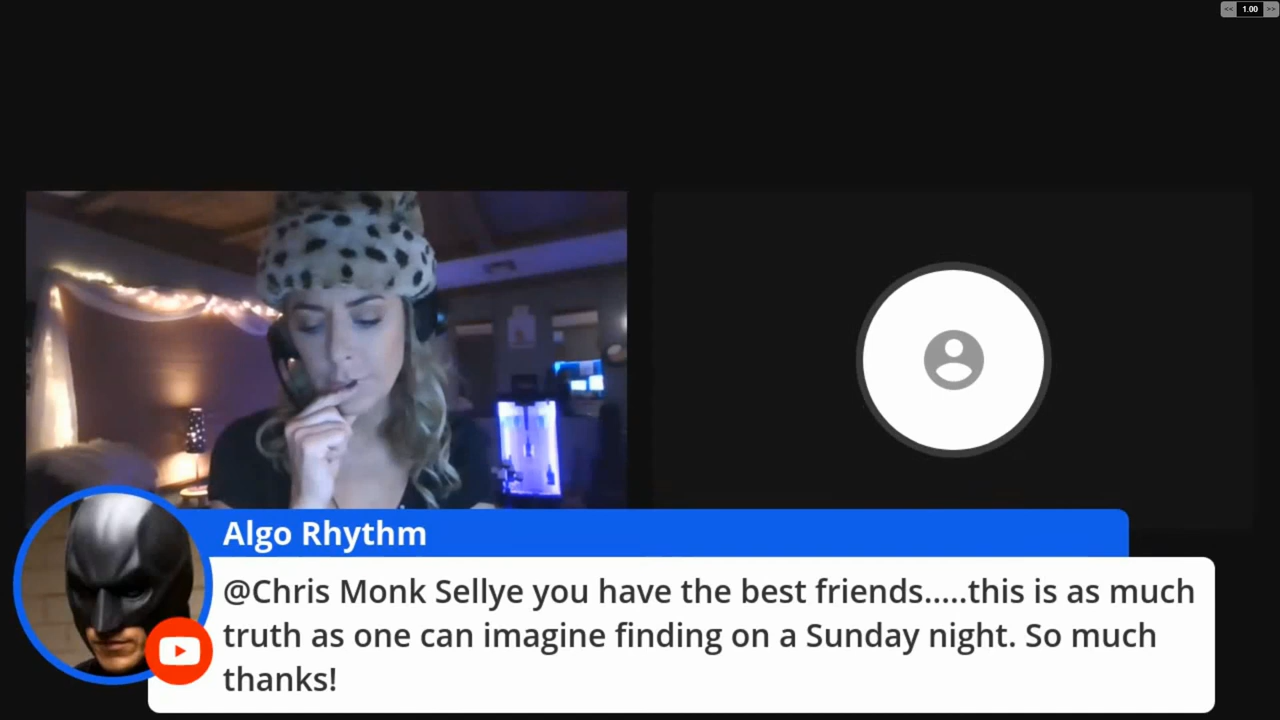 << 1.00 >>
Algo Rhythm
@Chris Monk Sellye you have the best friends.....this is as much
truth as one can imagine finding on a Sunday night. So much
thanks!